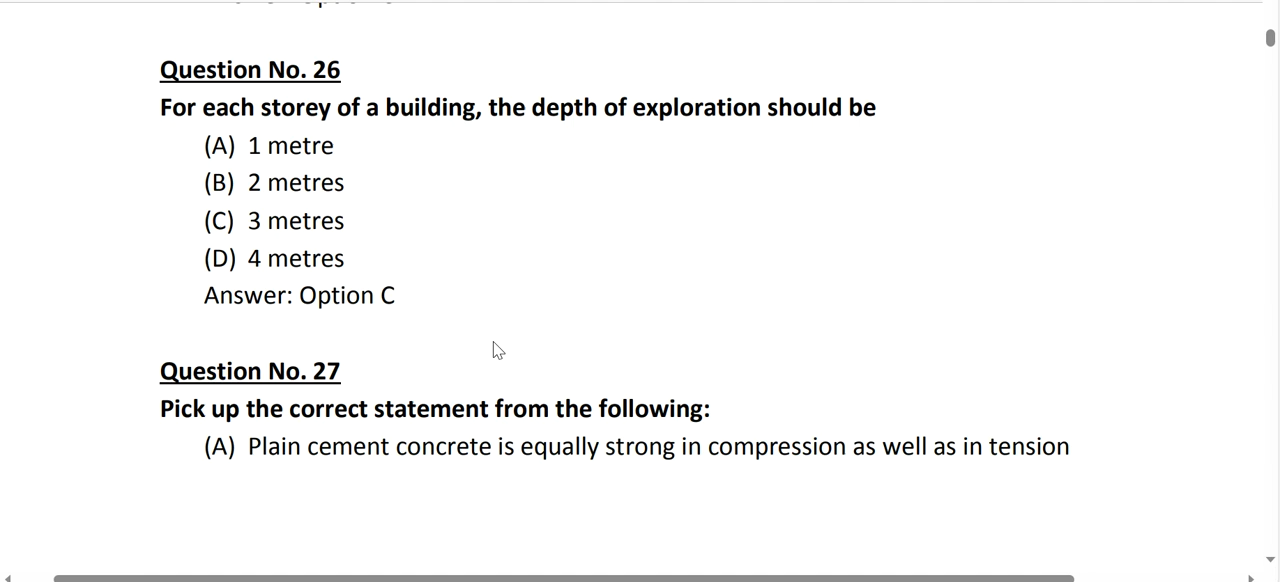 Question No. 26
For each storey of a building, the depth of exploration should be
(A) 1 metre
(B) 2 metres
(C) 3 metres
(D) 4 metres
Answer: Option C
Question No. 27
Pick up the correct statement from the following:
(A) Plain cement concrete is equally strong in compression as well as in tension